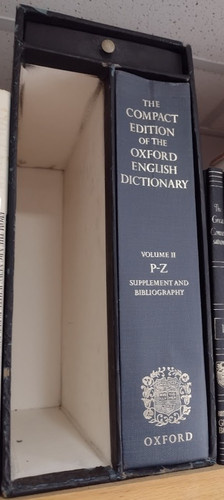 THE
COMPACT
EDITION
OF THE
OXFORD
ENGLISH
DICTIONARY
VOLUME II
P-Z
SUPPLEMENT AND
BIBLIOGRAPHY
OXFORD